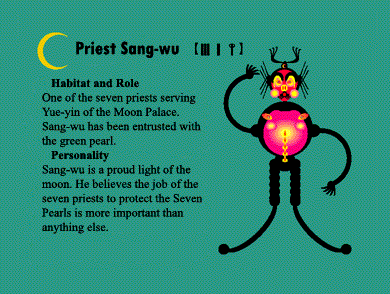 Priest Sang-wu
Habitat and Role
One of the seven priests serving
Yue-yin of the Moon Palace.
Sang-wu has been entrusted with
the green pearl.
Personality
Sang-wu is a proud light of the
moon. He believes the job of the
seven priests to protect the Seven
Pearls is more important than
anything else.